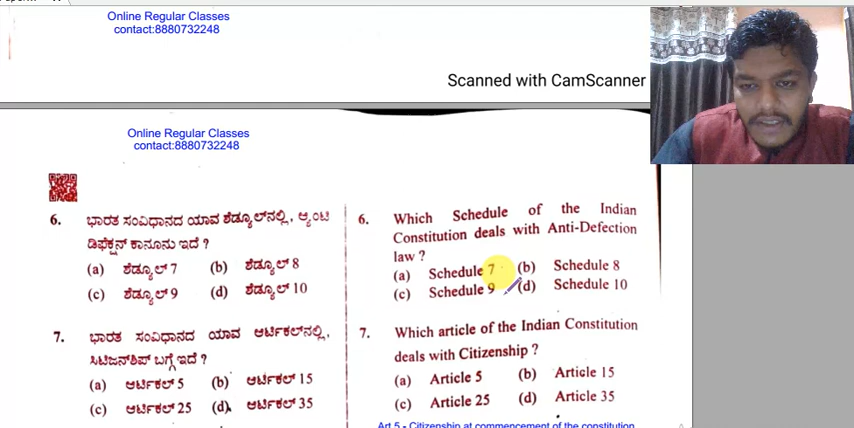 Online Regular Classes
contact:8880732248
Scanned with CamScanner
Online Regular Classes
contact:8880732248
6. ಭಾರತ ಸಂವಿಧಾನದ ಯಾವ ಶೆಡ್ಯೂಲ್‌ನಲ್ಲಿ, ಆ್ಯಂಟಿ
ಡಿಫೆಕ್ಷನ್ ಕಾನೂನು ಇದೆ ?
(a) ಶೆಡ್ಯೂಲ್ 7 (b) ಶೆಡ್ಯೂಲ್ 8
(c) ಶೆಡ್ಯೂಲ್ 9 (d) ಶೆಡ್ಯೂಲ್ 10
7. ಭಾರತ ಸಂವಿಧಾನದ ಯಾವ ಆರ್ಟಿಕಲ್‌ನಲ್ಲಿ,
ಸಿಟಿಜನ್‌ಶಿಪ್ ಬಗ್ಗೆ ಇದೆ ?
(a) ಆರ್ಟಿಕಲ್ 5 (b) ಆರ್ಟಿಕಲ್ 15
(c) ಆರ್ಟಿಕಲ್ 25 (d) ಆರ್ಟಿಕಲ್ 35
6. Which Schedule of the Indian
Constitution deals with Anti-Defection
law ?
(a) Schedule 7 (b) Schedule 8
(c) Schedule 9 (d) Schedule 10
7. Which article of the Indian Constitution
deals with Citizenship ?
(a) Article 5 (b) Article 15
(c) Article 25 (d) Article 35
Art 5 - Citizenship at commencement of the constitution